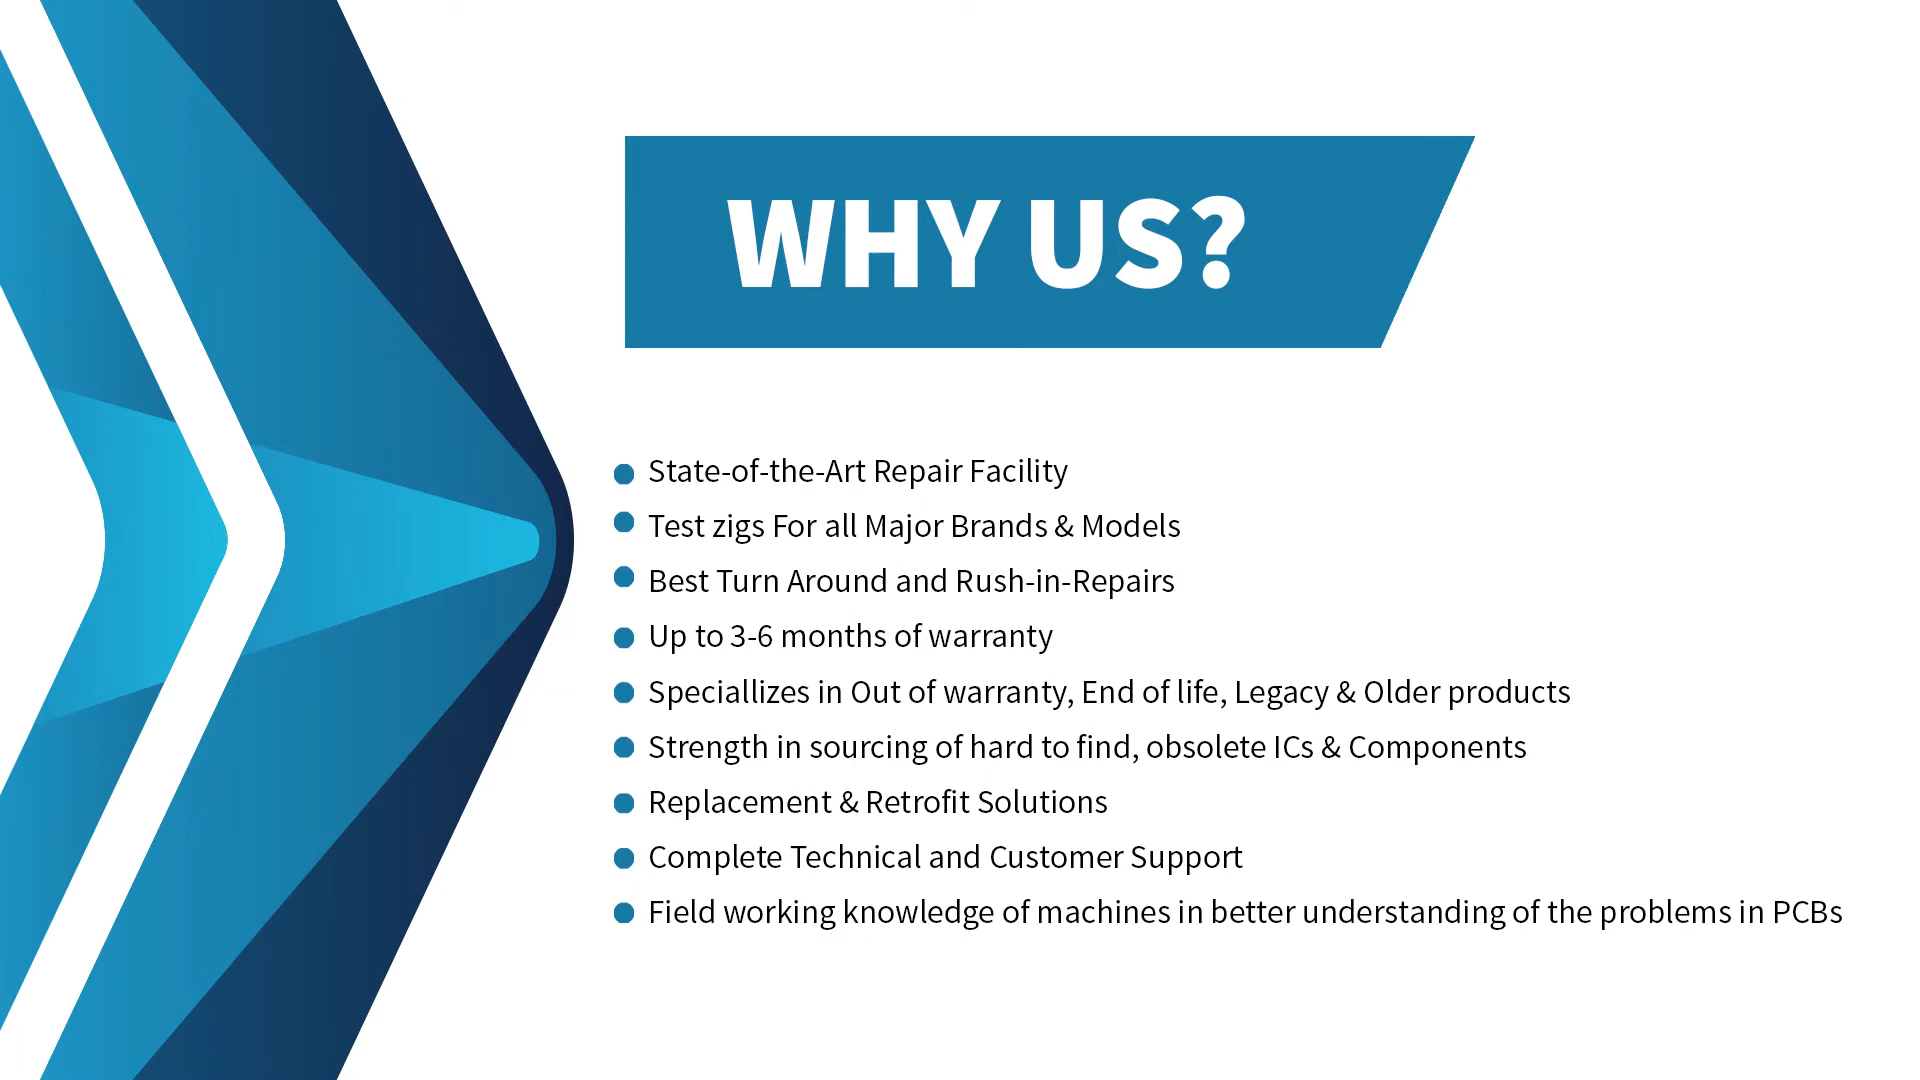 WHY US?
State-of-the-Art Repair Facility
Test zigs For all Major Brands & Models
Best Turn Around and Rush-in-Repairs
Up to 3-6 months of warranty
Speciallizes in Out of warranty, End of life, Legacy & Older products
Strength in sourcing of hard to find, obsolete ICs & Components
Replacement & Retrofit Solutions
Complete Technical and Customer Support
Field working knowledge of machines in better understanding of the problems in PCBs